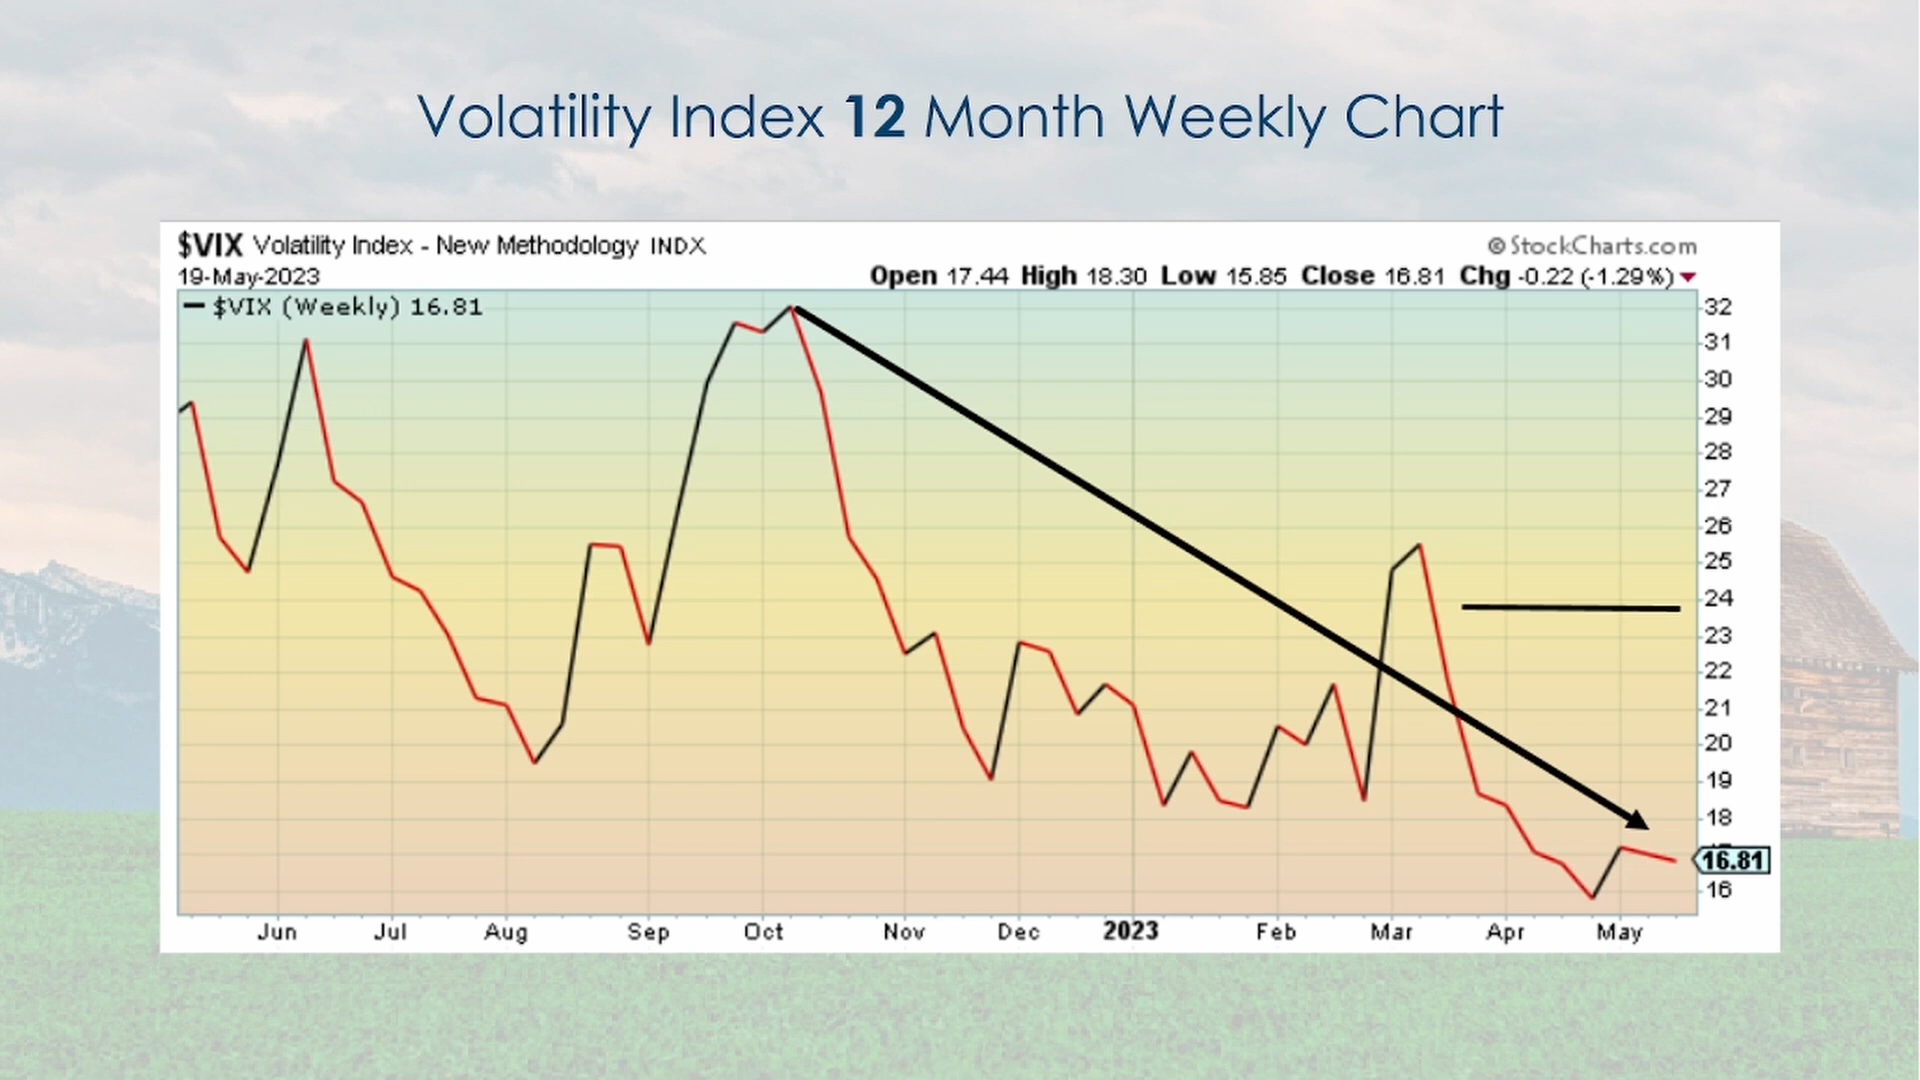 Volatility Index 12 Month Weekly Chart
$VIX Volatility Index - New Methodology INDX
© StockCharts.com
19-May-2023
Open 17.44 High 18.30 Low 15.85 Close 16.81 Chg -0.22 (-1.29%)
$VIX (Weekly) 16.81
32
31
30
29
28
27
26
25
24
23
22
21
20
19
18
16.81
16
Jun Jul Aug Sep Oct Nov Dec 2023 Feb Mar Apr May